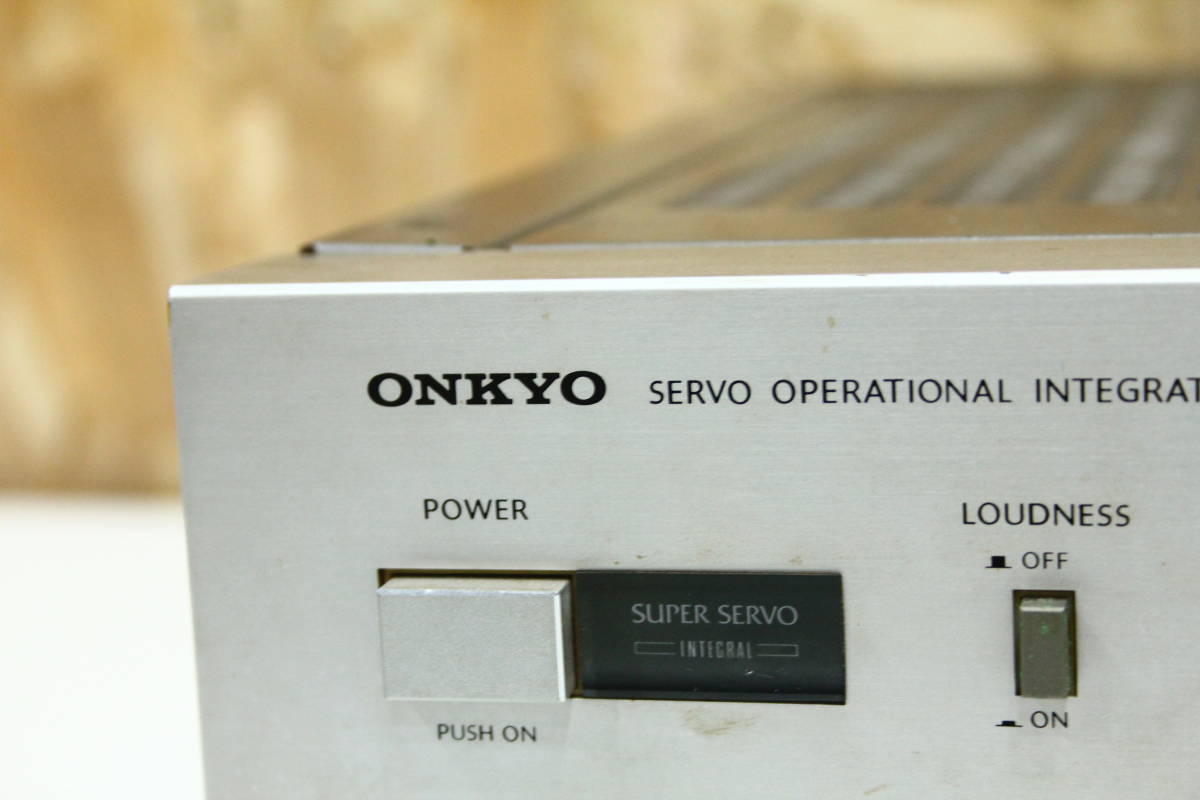 ONKYO SERVO OPERATIONAL INTEGRAT
POWER
LOUDNESS
OFF
SUPER SERVO
INTEGRAL
ON
PUSH ON